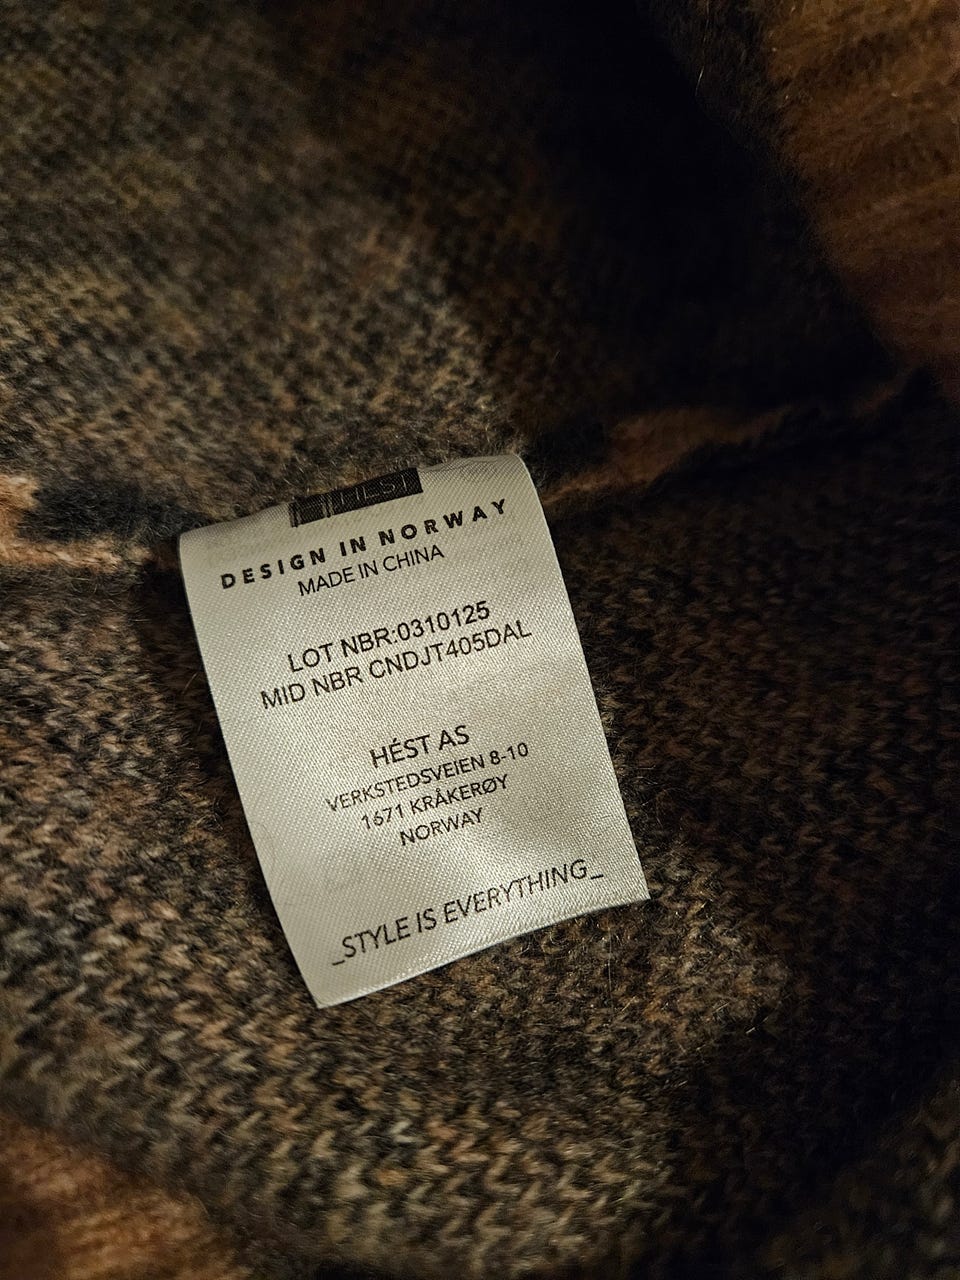 HÉST
DESIGN IN NORWAY
MADE IN CHINA
LOT NBR:0310125
MID NBR CNDJT405DAL
HÉST AS
VERKSTEDSVEIEN 8-10
1671 KRÅKERØY
NORWAY
_STYLE IS EVERYTHING_